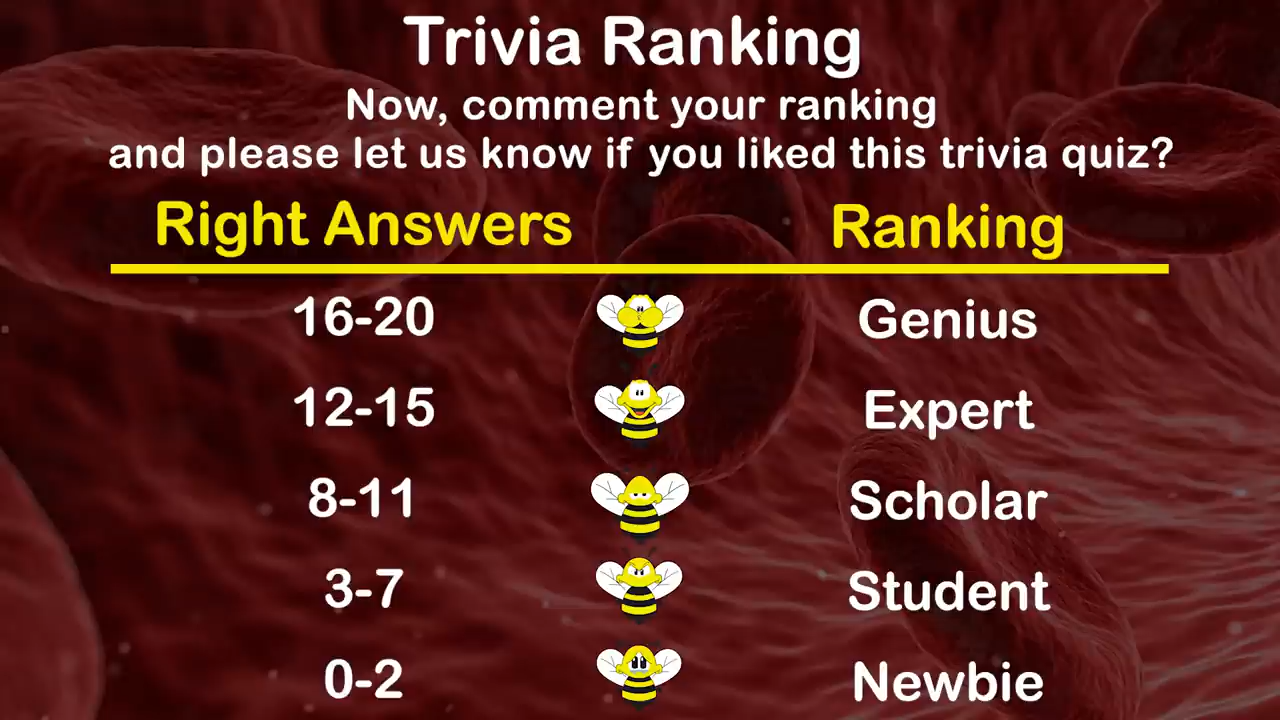 Trivia Ranking
Now, comment your ranking
and please let us know if you liked this trivia quiz?
Right Answers Ranking
16-20 Genius
12-15 Expert
8-11 Scholar
3-7 Student
0-2 Newbie